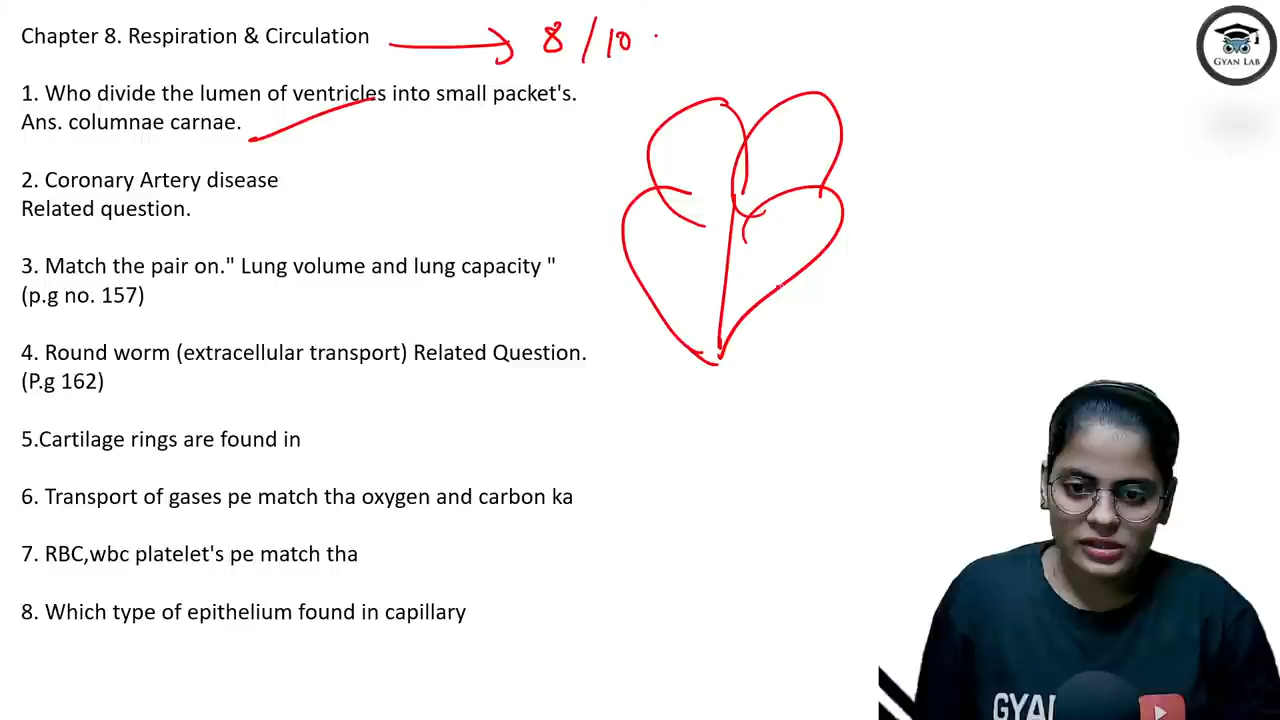 Chapter 8. Respiration & Circulation
8/10
GYAN LAB
1. Who divide the lumen of ventricles into small packet's.
Ans. columnae carnae.
2. Coronary Artery disease
Related question.
3. Match the pair on." Lung volume and lung capacity "
(p.g no. 157)
4. Round worm (extracellular transport) Related Question.
(P.g 162)
5.Cartilage rings are found in
6. Transport of gases pe match tha oxygen and carbon ka
7. RBC,wbc platelet's pe match tha
8. Which type of epithelium found in capillary